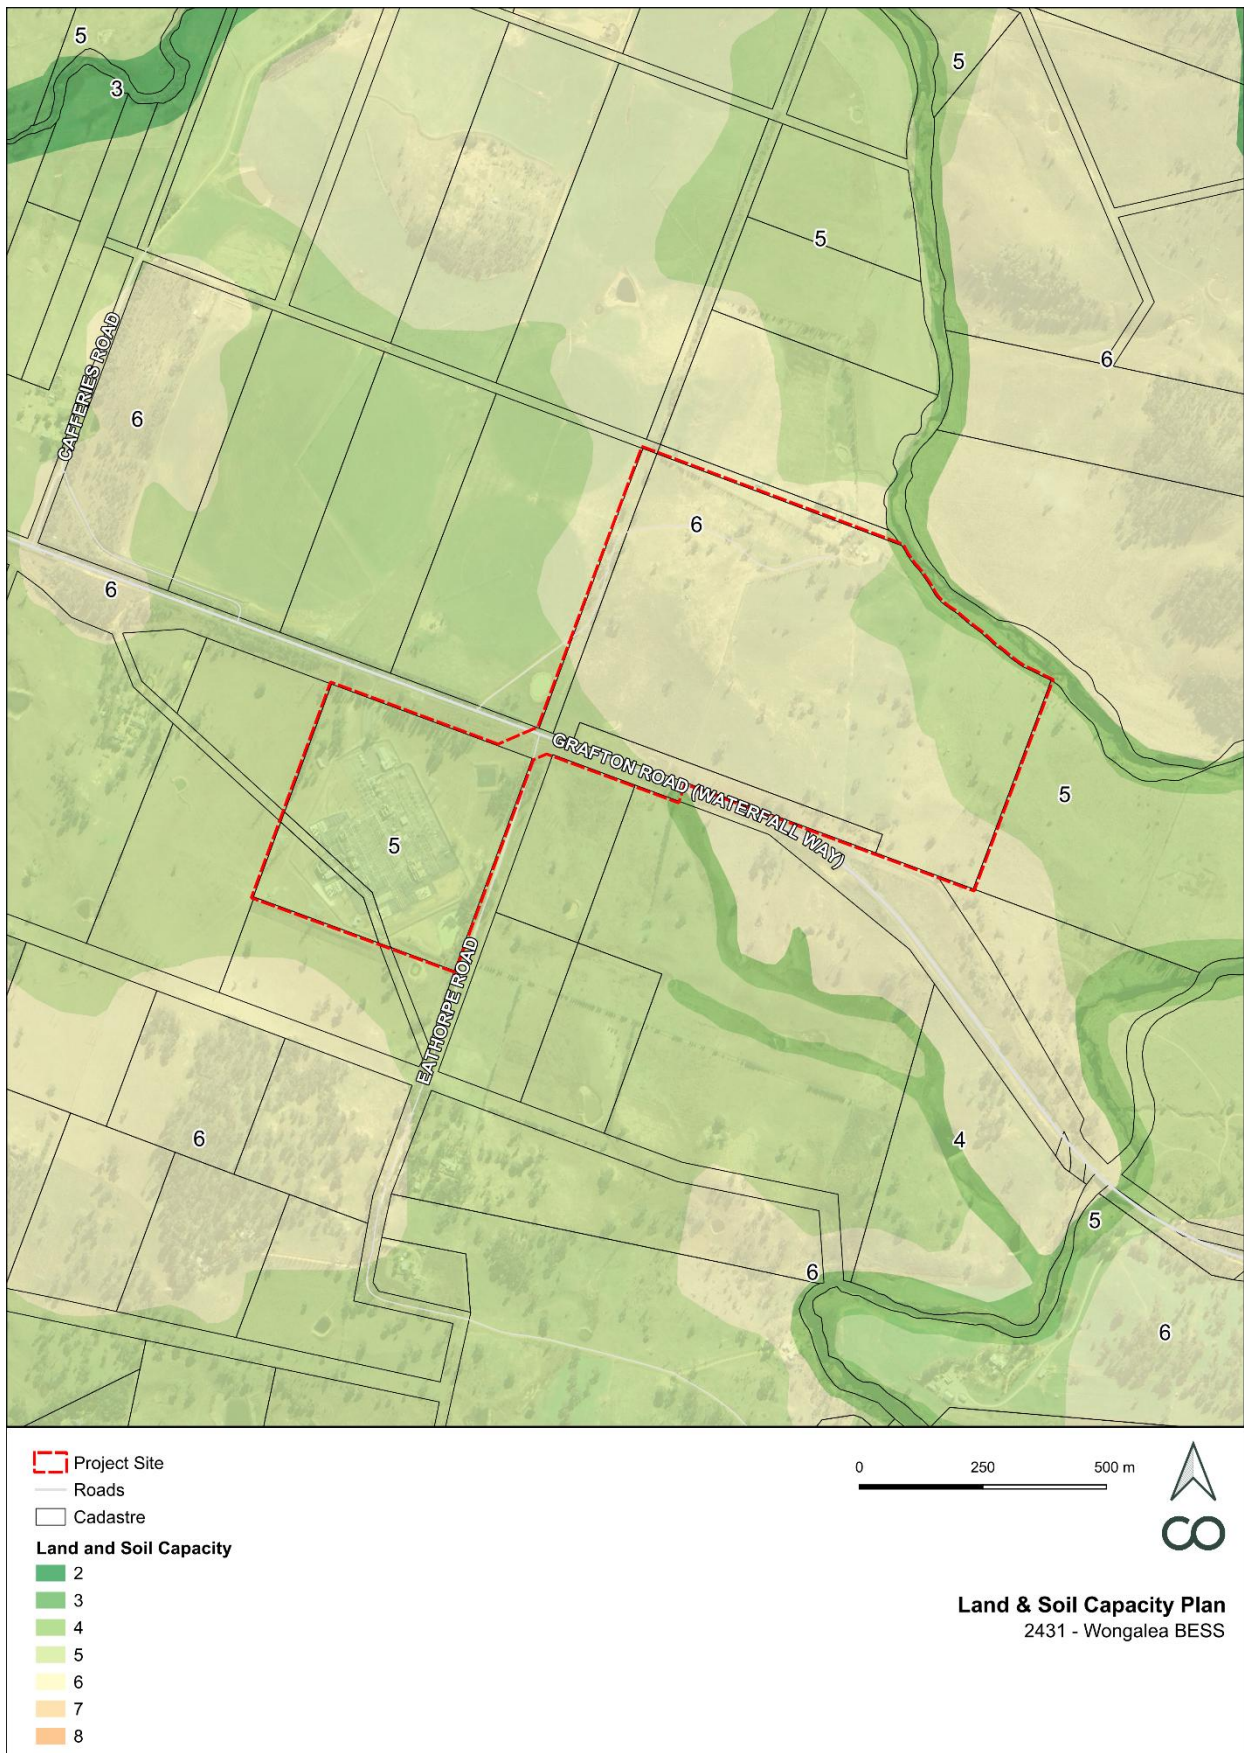 5
3
5
5
CAFFERIES ROAD
6
6
6
6
GRAFTON ROAD (WATERFALL WAY)
5
5
EATHORPE ROAD
6
4
5
6
6
Project Site
Roads
Cadastre
Land and Soil Capacity
2
3
4
5
6
7
8
0 250 500 m
CO
Land & Soil Capacity Plan
2431 - Wongalea BESS